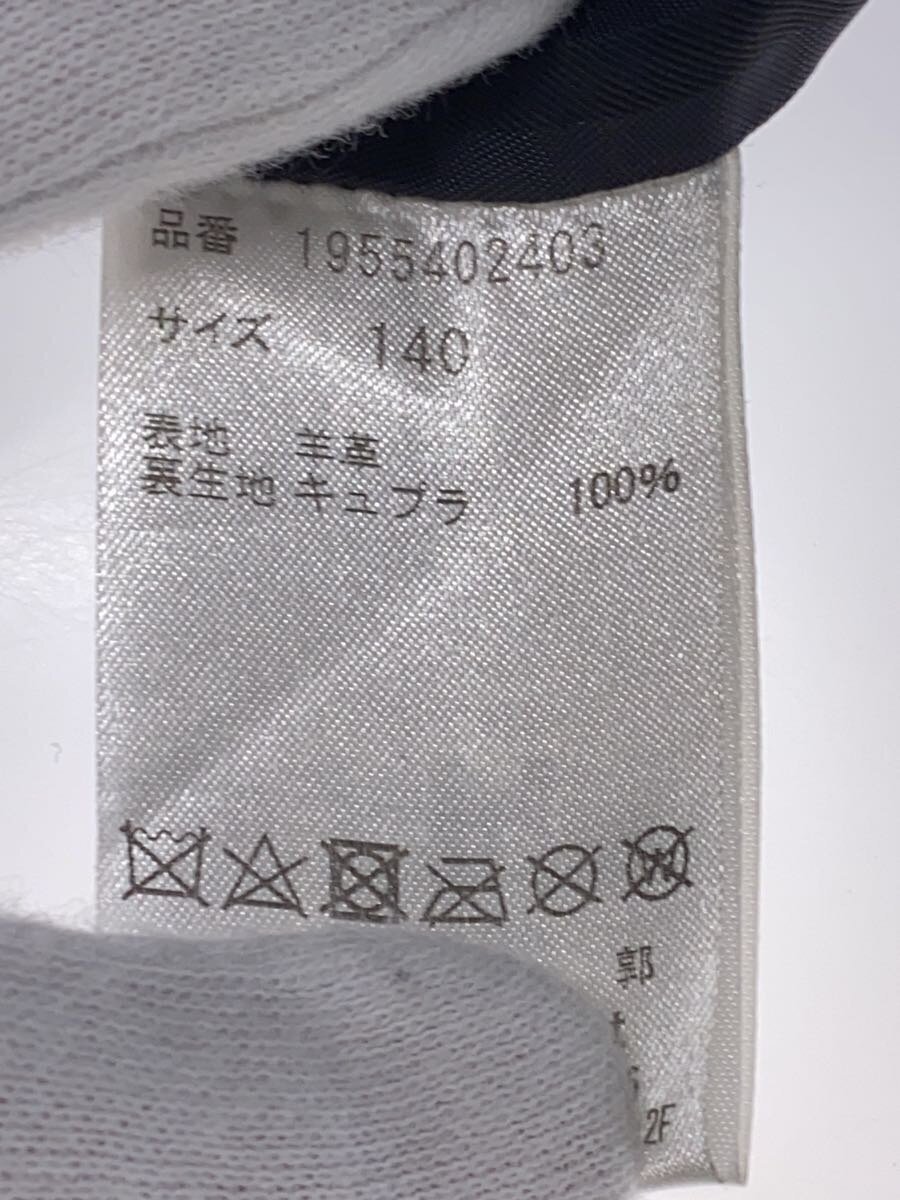 品番 1955402403
サイズ 140
表地 羊革
裏生地 キュプラ 100%
郭
2F